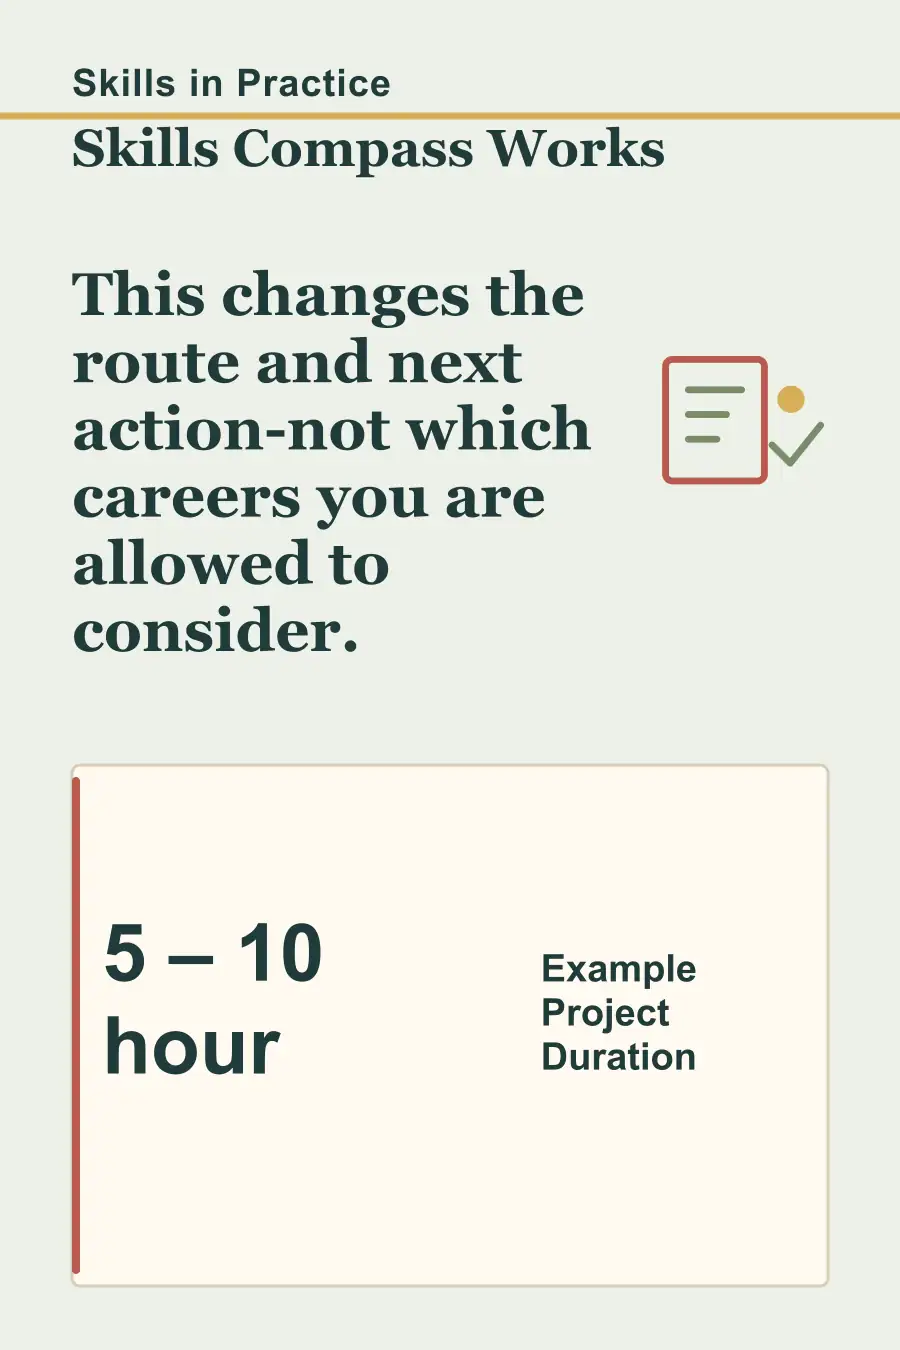 Skills in Practice
Skills Compass Works
This changes the
route and next
action-not which
careers you are
allowed to
consider.
5 – 10
hour
Example
Project
Duration